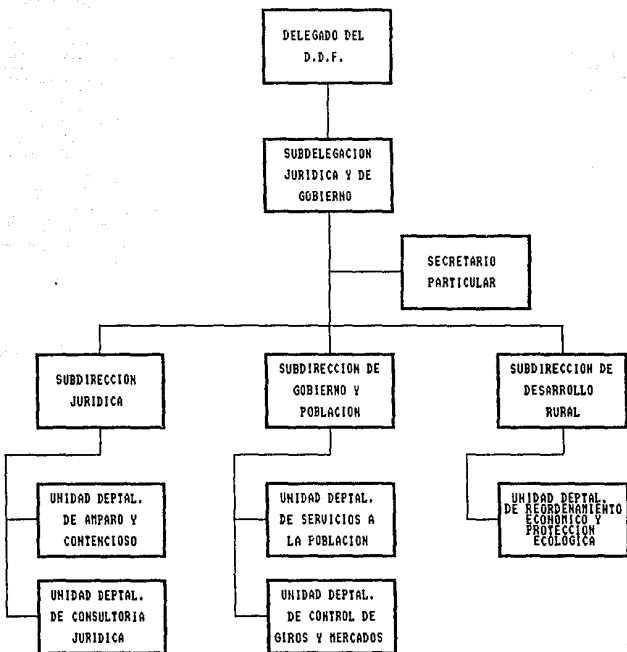 DELEGADO DEL
D.D.F.
SUBDELEGACION
JURIDICA Y DE
GOBIERNO
SECRETARIO
PARTICULAR
SUBDIRECCION
JURIDICA
SUBDIRECCION DE
GOBIERNO Y
POBLACION
SUBDIRECCION DE
DESARROLLO
RURAL
UNIDAD DEPTAL.
DE AMPARO Y
CONTENCIOSO
UNIDAD DEPTAL.
DE SERVICIOS A
LA POBLACION
UNIDAD DEPTAL.
DE REORDENAMIENTO
ECONOMICO Y
PROTECCION
ECOLOGICA
UNIDAD DEPTAL.
DE CONSULTORIA
JURIDICA
UNIDAD DEPTAL.
DE CONTROL DE
GIROS Y MERCADOS